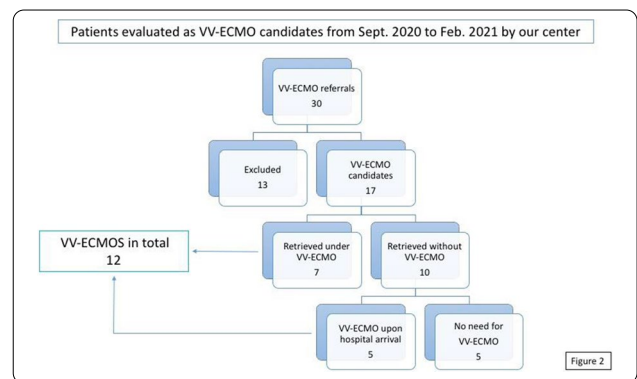 Patients evaluated as VV-ECMO candidates from Sept. 2020 to Feb. 2021 by our center
VV-ECMO referrals
30
Excluded
13
VV-ECMO
candidates
17
VV-ECMOS in total
12
Retrieved under
VV-ECMO
7
Retrieved without
VV-ECMO
10
VV-ECMO upon
hospital arrival
5
No need for
VV-ECMO
5
Figure 2